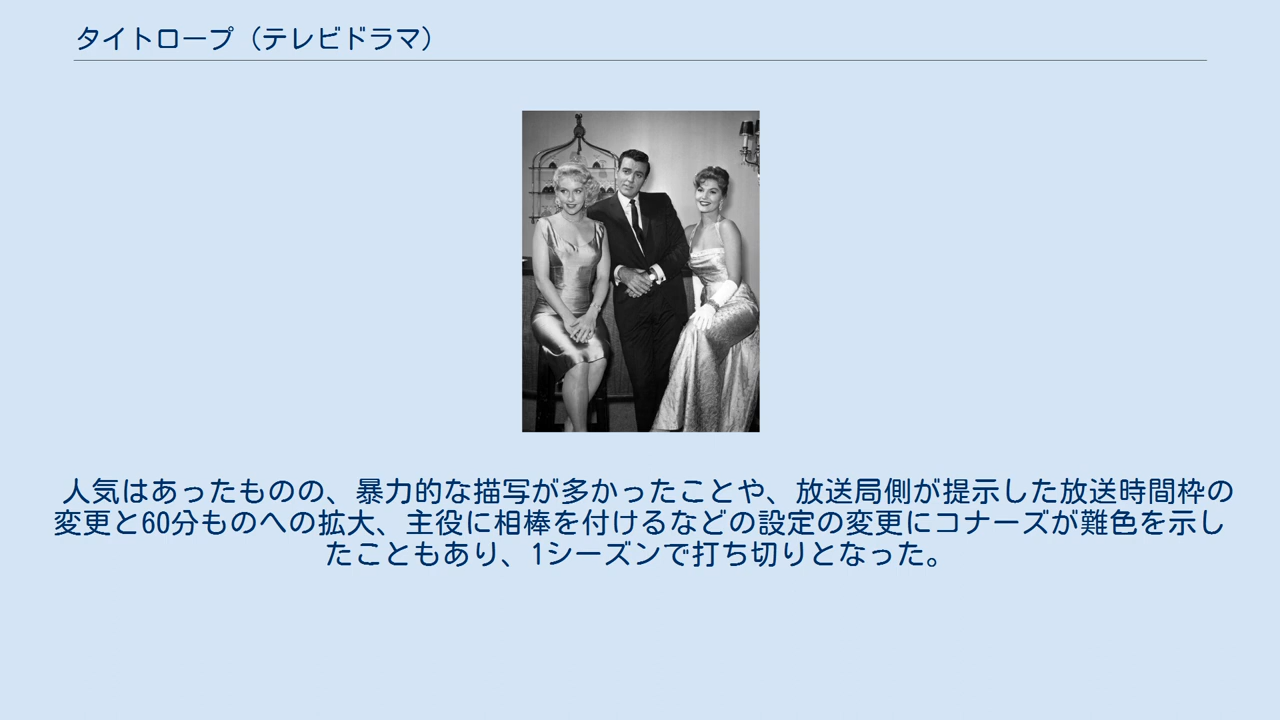 タイトロープ（テレビドラマ）
人気はあったものの、暴力的な描写が多かったことや、放送局側が提示した放送時間枠の
変更と60分ものへの拡大、主役に相棒を付けるなどの設定の変更にコナーズが難色を示し
たこともあり、1シーズンで打ち切りとなった。